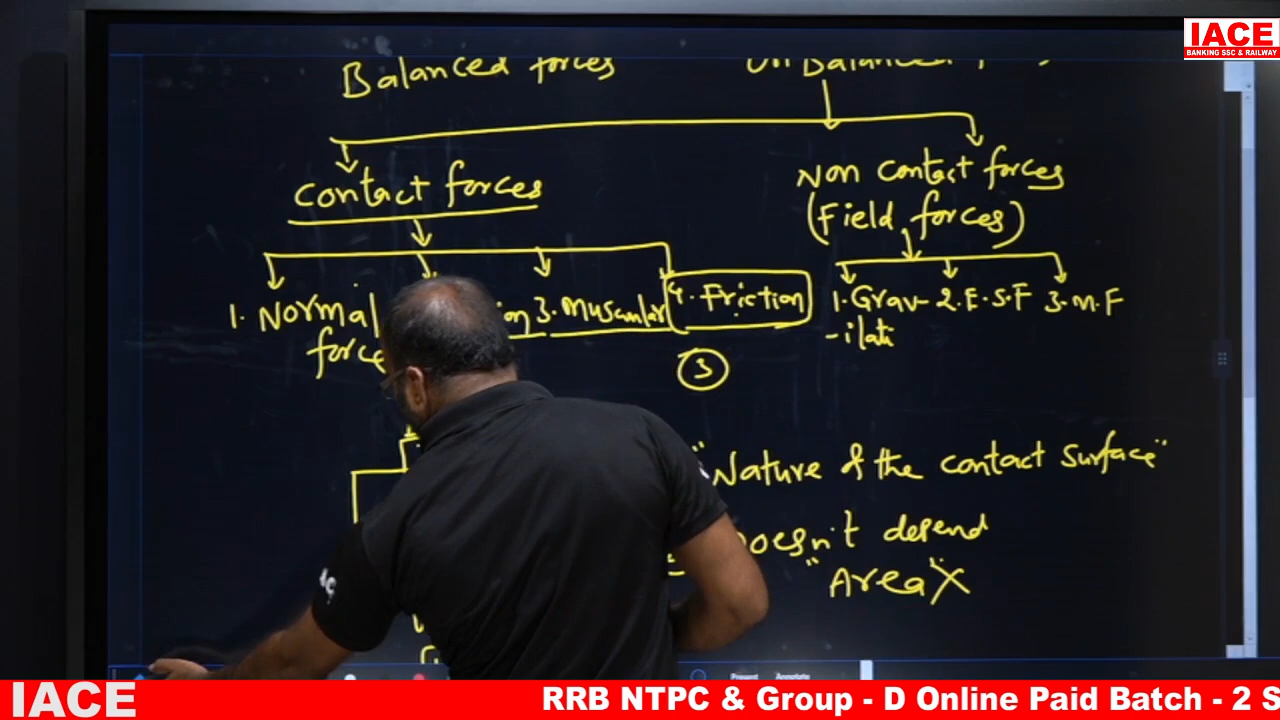 IACE
BANKING SSC & RAILWAY
Balanced forces
contact forces
Non contact forces
(Field forces)
1. Normal
force
3. Muscular
4. Friction
1. Grav-
-ilati
2. E.S.F
3. M.F
"Nature of the contact surface"
Doesn't depend
"Area" X
IACE
RRB NTPC & Group - D Online Paid Batch - 2 S